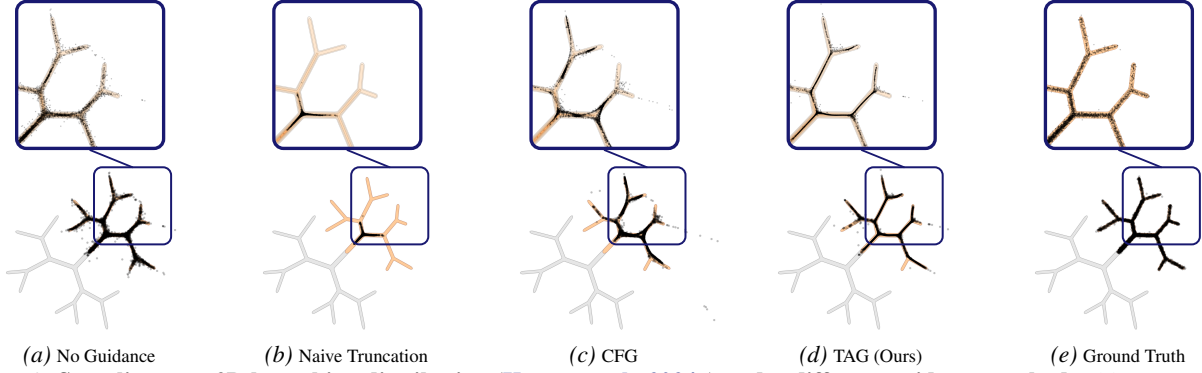 (a) No Guidance
(b) Naive Truncation
(c) CFG
(d) TAG (Ours)
(e) Ground Truth